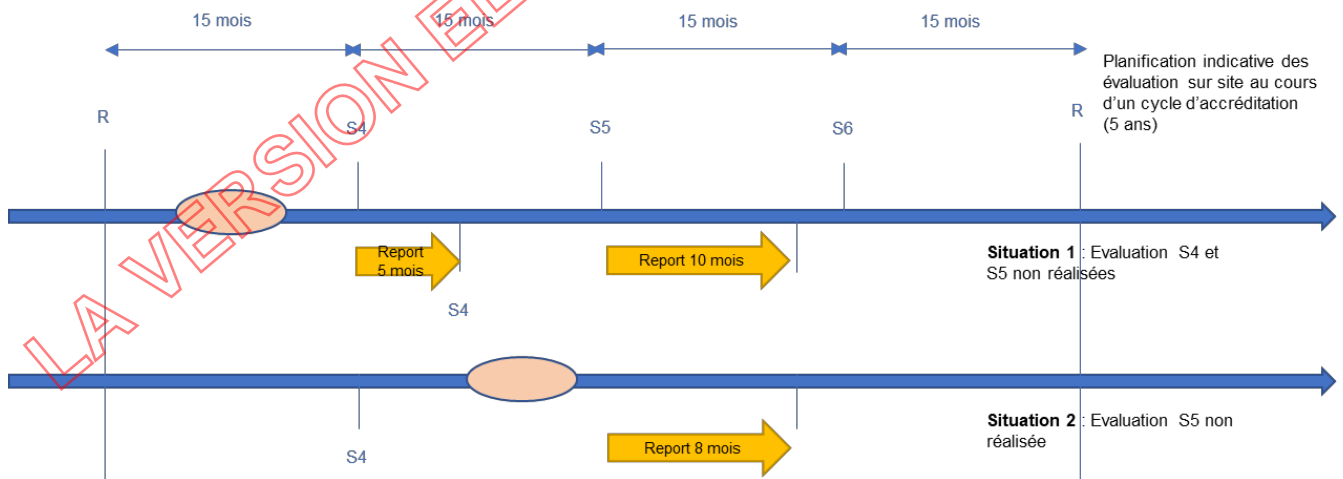 15 mois
15 mois
15 mois
15 mois
Planification indicative des
évaluation sur site au cours
d'un cycle d'accréditation
(5 ans)
R
S4
S5
S6
R
Report
5 mois
Report 10 mois
Situation 1 : Evaluation S4 et
S5 non réalisées
S4
Situation 2 : Evaluation S5 non
réalisée
Report 8 mois
S4
LA VERSION